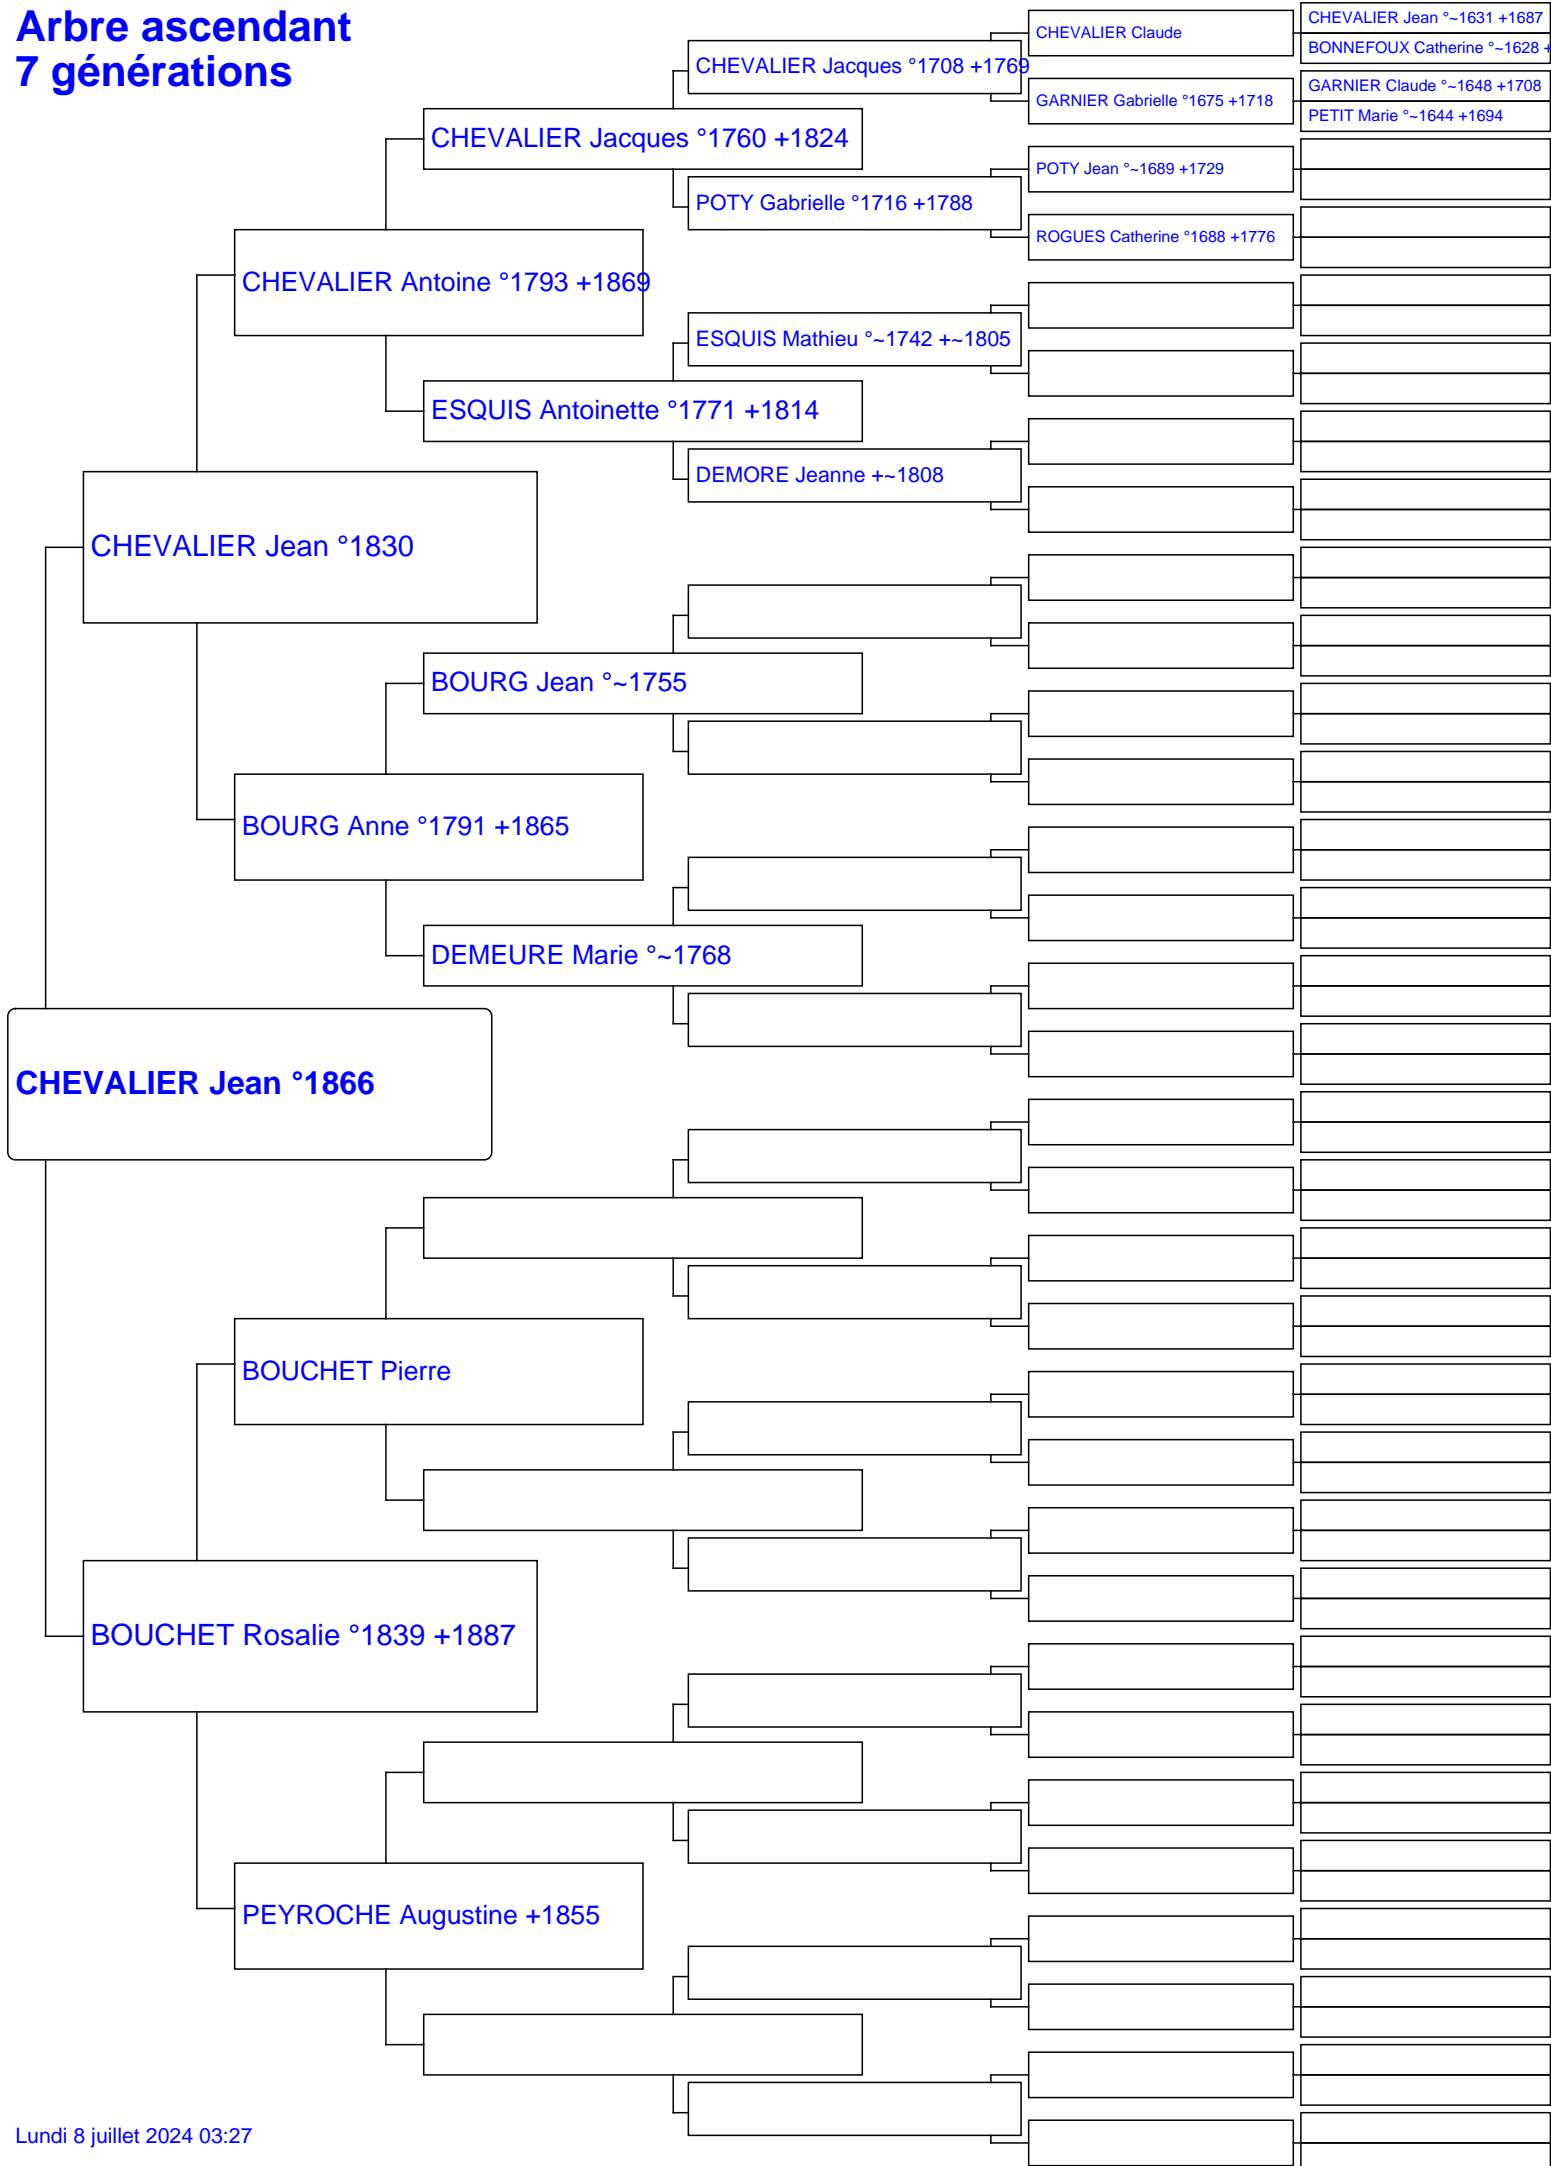 Arbre ascendant
7 générations
CHEVALIER Claude
CHEVALIER Jean °~1631 +1687
BONNEFOUX Catherine °~1628 +
CHEVALIER Jacques °1708 +1769
GARNIER Gabrielle °1675 +1718
GARNIER Claude °~1648 +1708
PETIT Marie °~1644 +1694
CHEVALIER Jacques °1760 +1824
POTY Jean °~1689 +1729
POTY Gabrielle °1716 +1788
ROGUES Catherine °1688 +1776
CHEVALIER Antoine °1793 +1869
ESQUIS Mathieu °~1742 +~1805
ESQUIS Antoinette °1771 +1814
DEMORE Jeanne +~1808
CHEVALIER Jean °1830
BOURG Jean °~1755
BOURG Anne °1791 +1865
DEMEURE Marie °~1768
CHEVALIER Jean °1866
BOUCHET Pierre
BOUCHET Rosalie °1839 +1887
PEYROCHE Augustine +1855
Lundi 8 juillet 2024 03:27